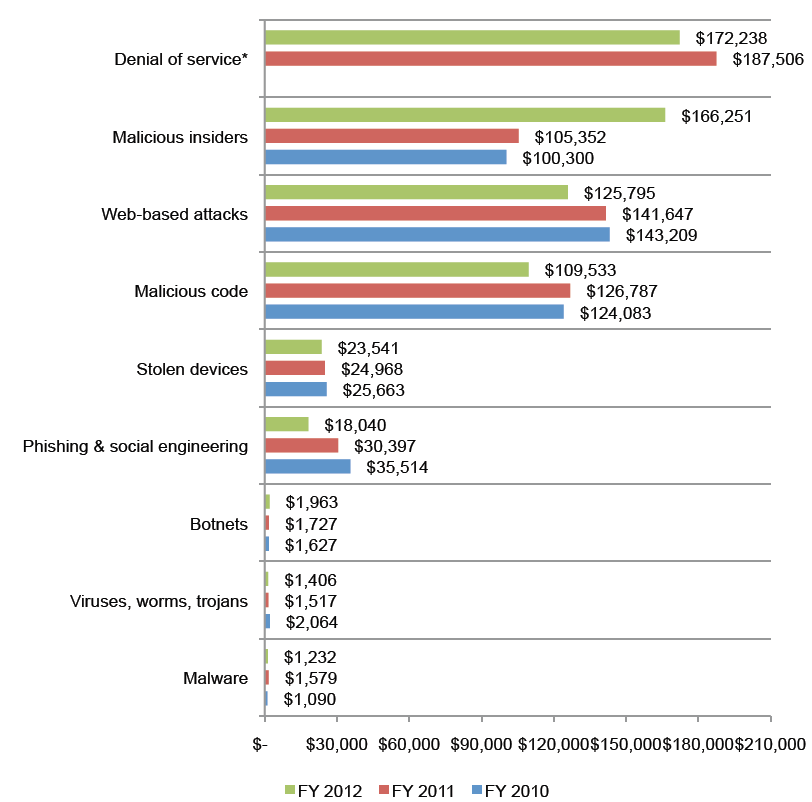 $172,238
Denial of service*
$187,506
$166,251
Malicious insiders
$105,352
$100,300
$125,795
Web-based attacks
$141,647
$143,209
$109,533
Malicious code
$126,787
$124,083
$23,541
Stolen devices
$24,968
$25,663
$18,040
Phishing & social engineering
$30,397
$35,514
$1,963
Botnets
$1,727
$1,627
$1,406
Viruses, worms, trojans
$1,517
$2,064
$1,232
Malware
$1,579
$1,090
$- $30,000 $60,000 $90,000 $120,000 $150,000 $180,000 $210,000
FY 2012 FY 2011 FY 2010